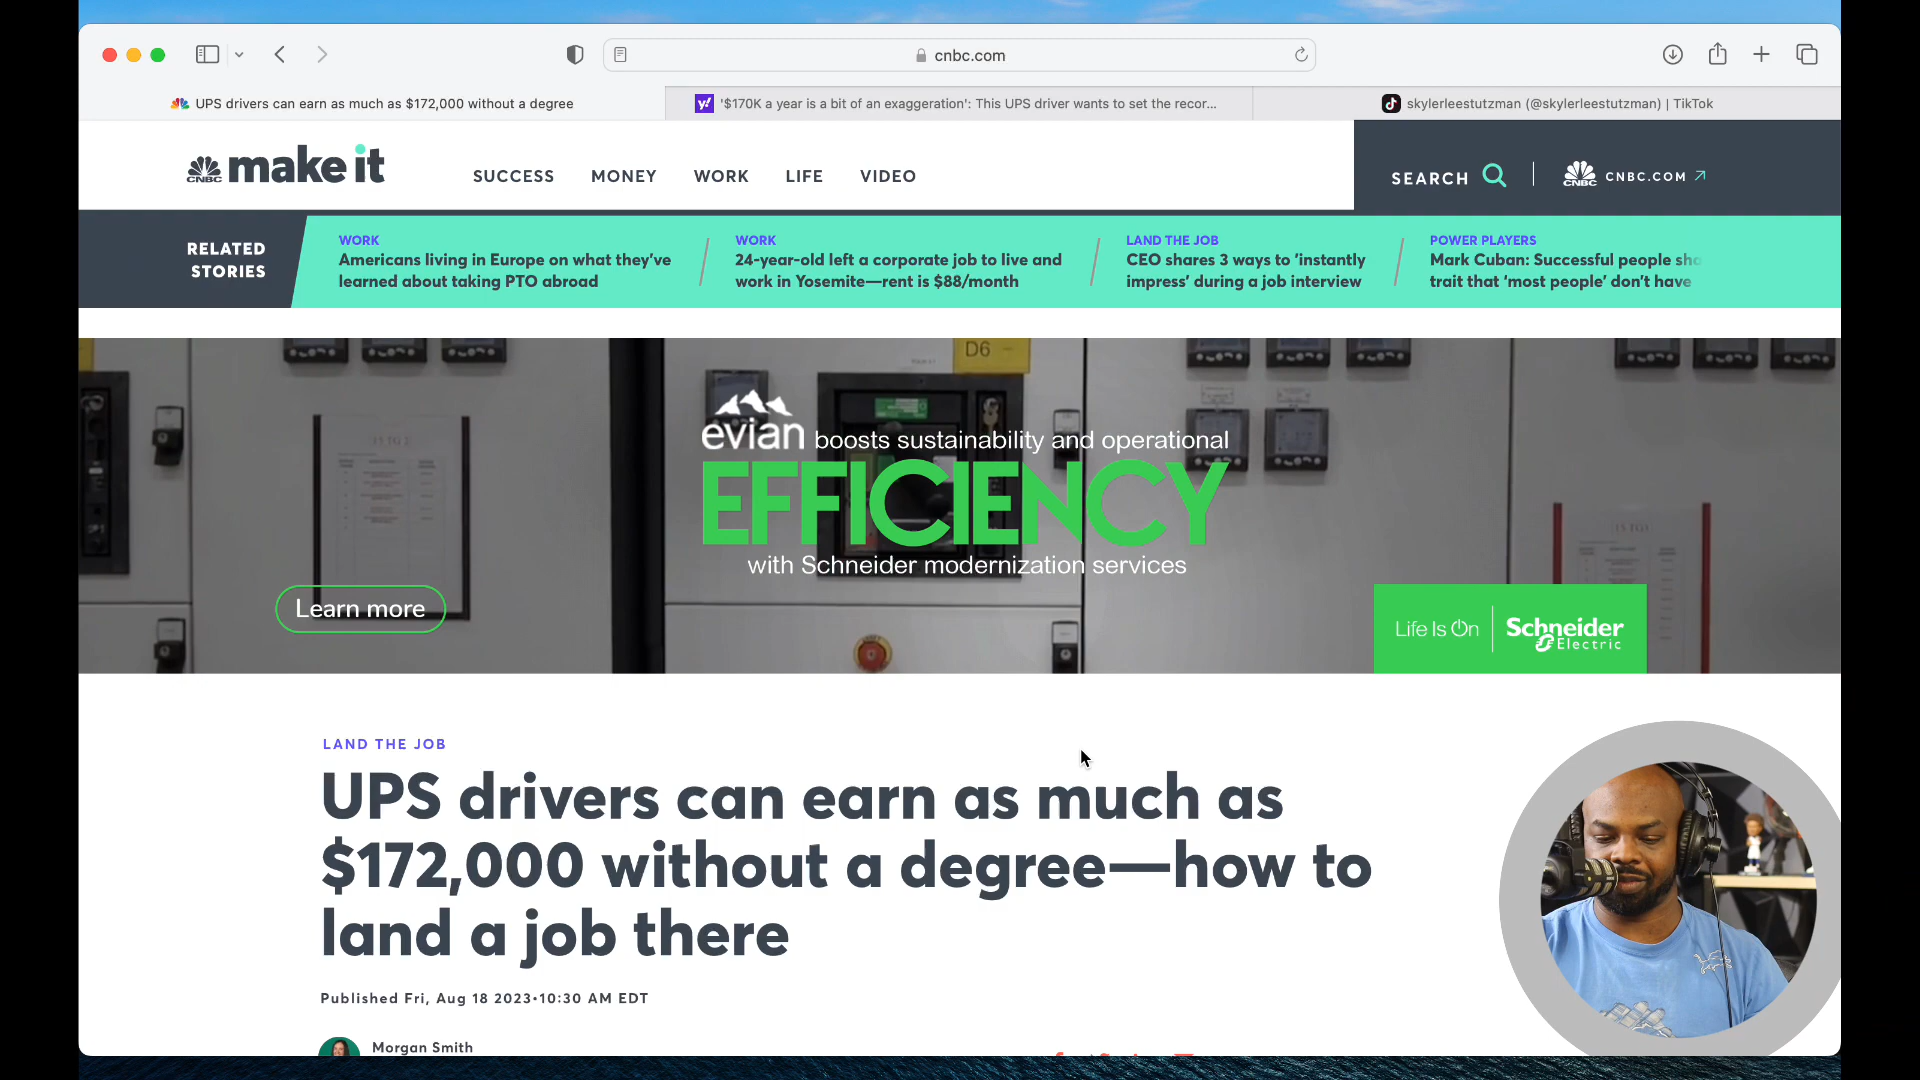 cnbc.com
UPS drivers can earn as much as $172,000 without a degree
'$170K a year is a bit of an exaggeration': This UPS driver wants to set the recor...
skylerleestutzman (@skylerleestutzman) | TikTok
CNBC make it
SUCCESS MONEY WORK LIFE VIDEO
SEARCH
CNBC CNBC.COM
RELATED
STORIES
WORK
Americans living in Europe on what they've
learned about taking PTO abroad
WORK
24-year-old left a corporate job to live and
work in Yosemite—rent is $88/month
LAND THE JOB
CEO shares 3 ways to 'instantly
impress' during a job interview
POWER PLAYERS
Mark Cuban: Successful people sha
trait that 'most people' don't have
D6
evian boosts sustainability and operational
EFFICIENCY
with Schneider modernization services
Learn more
Life Is On
Schneider
Electric
LAND THE JOB
UPS drivers can earn as much as
$172,000 without a degree—how to
land a job there
Published Fri, Aug 18 2023•10:30 AM EDT
Morgan Smith